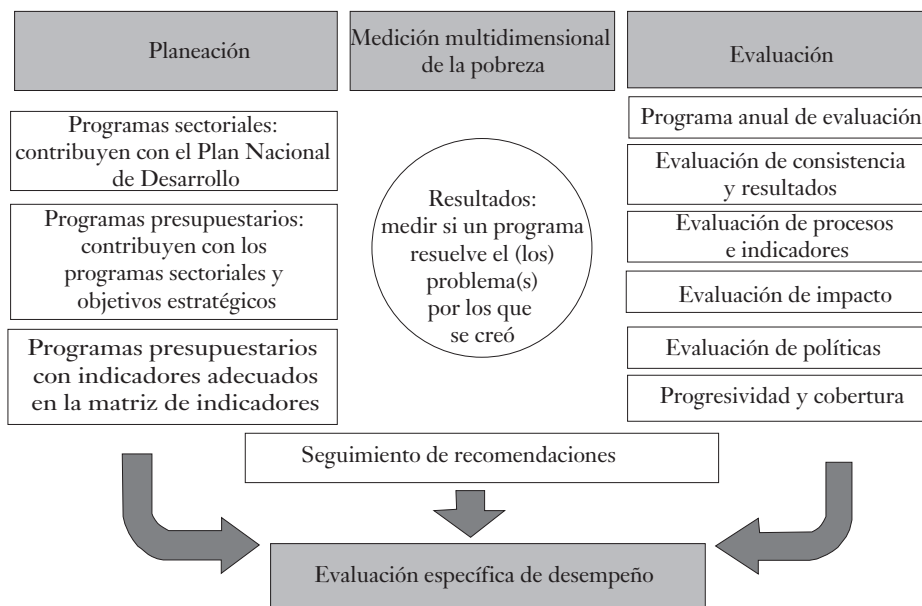 Planeación
Programas sectoriales:
contribuyen con el Plan Nacional
de Desarrollo
Programas presupuestarios:
contribuyen con los
programas sectoriales y
objetivos estratégicos
Programas presupuestarios
con indicadores adecuados
en la matriz de indicadores
Medición multidimensional
de la pobreza
Resultados:
medir si un programa
resuelve el (los)
problema(s)
por los que
se creó
Evaluación
Programa anual de evaluación
Evaluación de consistencia
y resultados
Evaluación de procesos
e indicadores
Evaluación de impacto
Evaluación de políticas
Progresividad y cobertura
Seguimiento de recomendaciones
Evaluación específica de desempeño